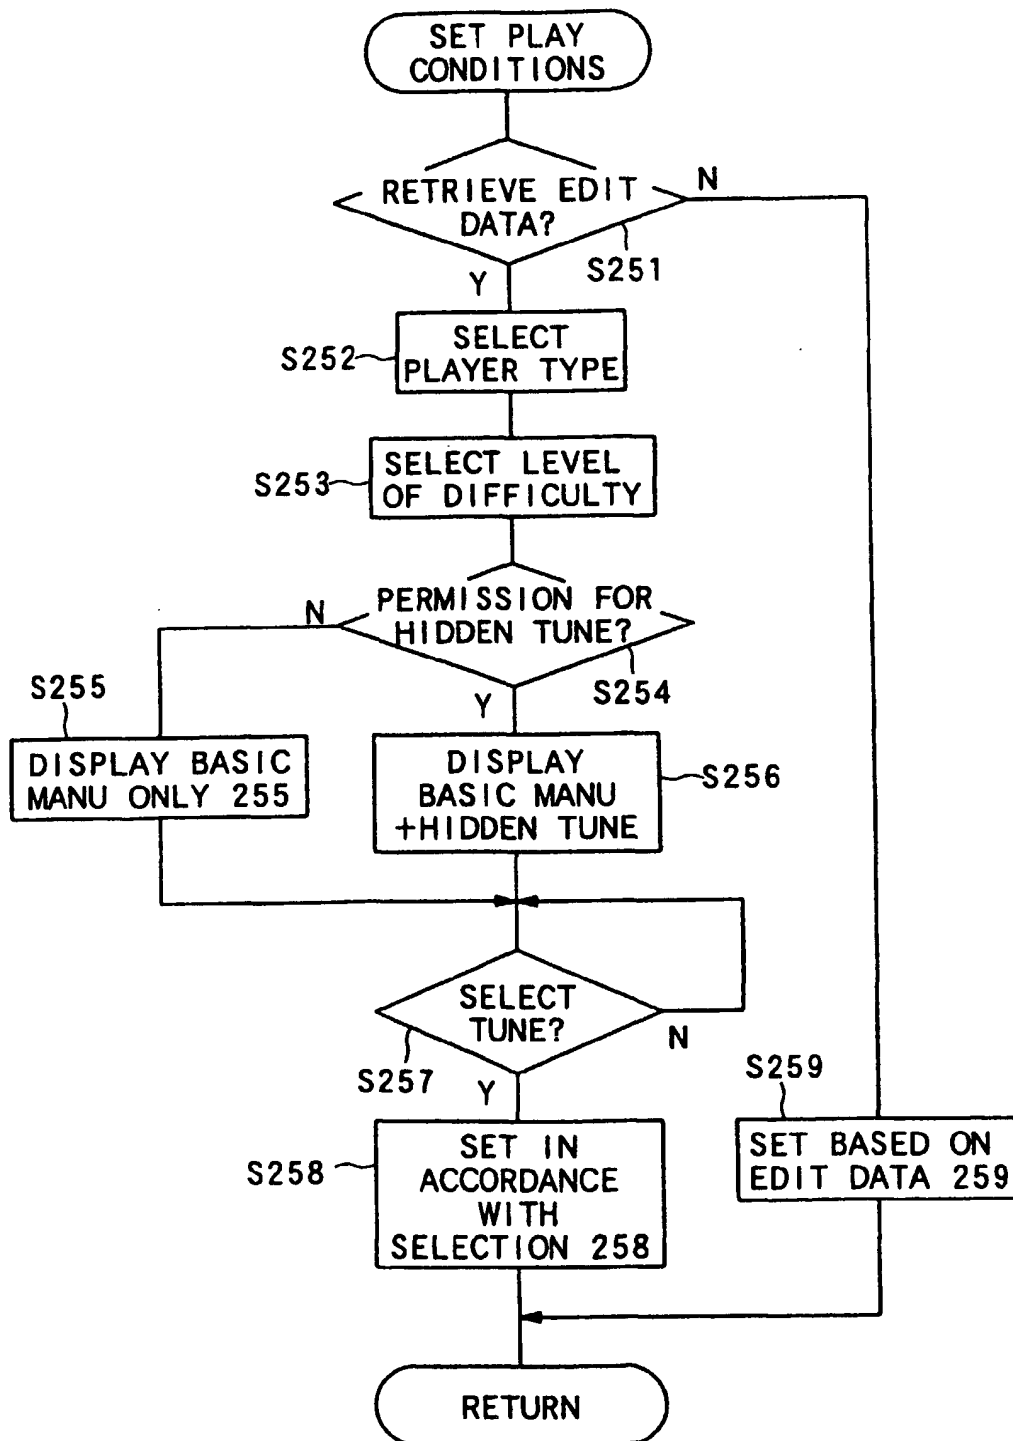 SET PLAY
CONDITIONS
RETRIEVE EDIT
DATA?
N
S251
Y
S252
SELECT
PLAYER TYPE
S253
SELECT LEVEL
OF DIFFICULTY
PERMISSION FOR
HIDDEN TUNE?
N
S254
Y
S255
DISPLAY BASIC
MANU ONLY 255
DISPLAY
BASIC MANU
+HIDDEN TUNE
S256
SELECT
TUNE?
N
S257
Y
S258
SET IN
ACCORDANCE
WITH
SELECTION 258
S259
SET BASED ON
EDIT DATA 259
RETURN